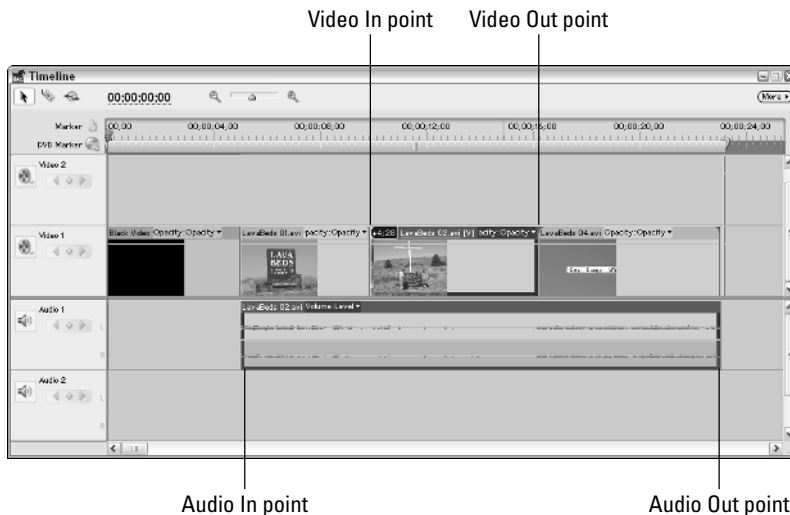 Video In point Video Out point
Timeline
00;00;00;00
More
Marker
00;00 00;00;04;00 00;00;08;00 00;00;12;00 00;00;16;00 00;00;20;00 00;00;24;00
DVD Marker
Video 2
Video 1
Black Video Opacity:Opacity LavaBeds 01.avi pacity:Opacity +4;28 LavaBeds 02.avi [V] acity:Opacity LavaBeds 04.avi Opacity:Opacity
LAVA
BEDS
Audio 1
LavaBeds 02.avi Volume:Level
L
R
Audio 2
L
R
Audio In point Audio Out point